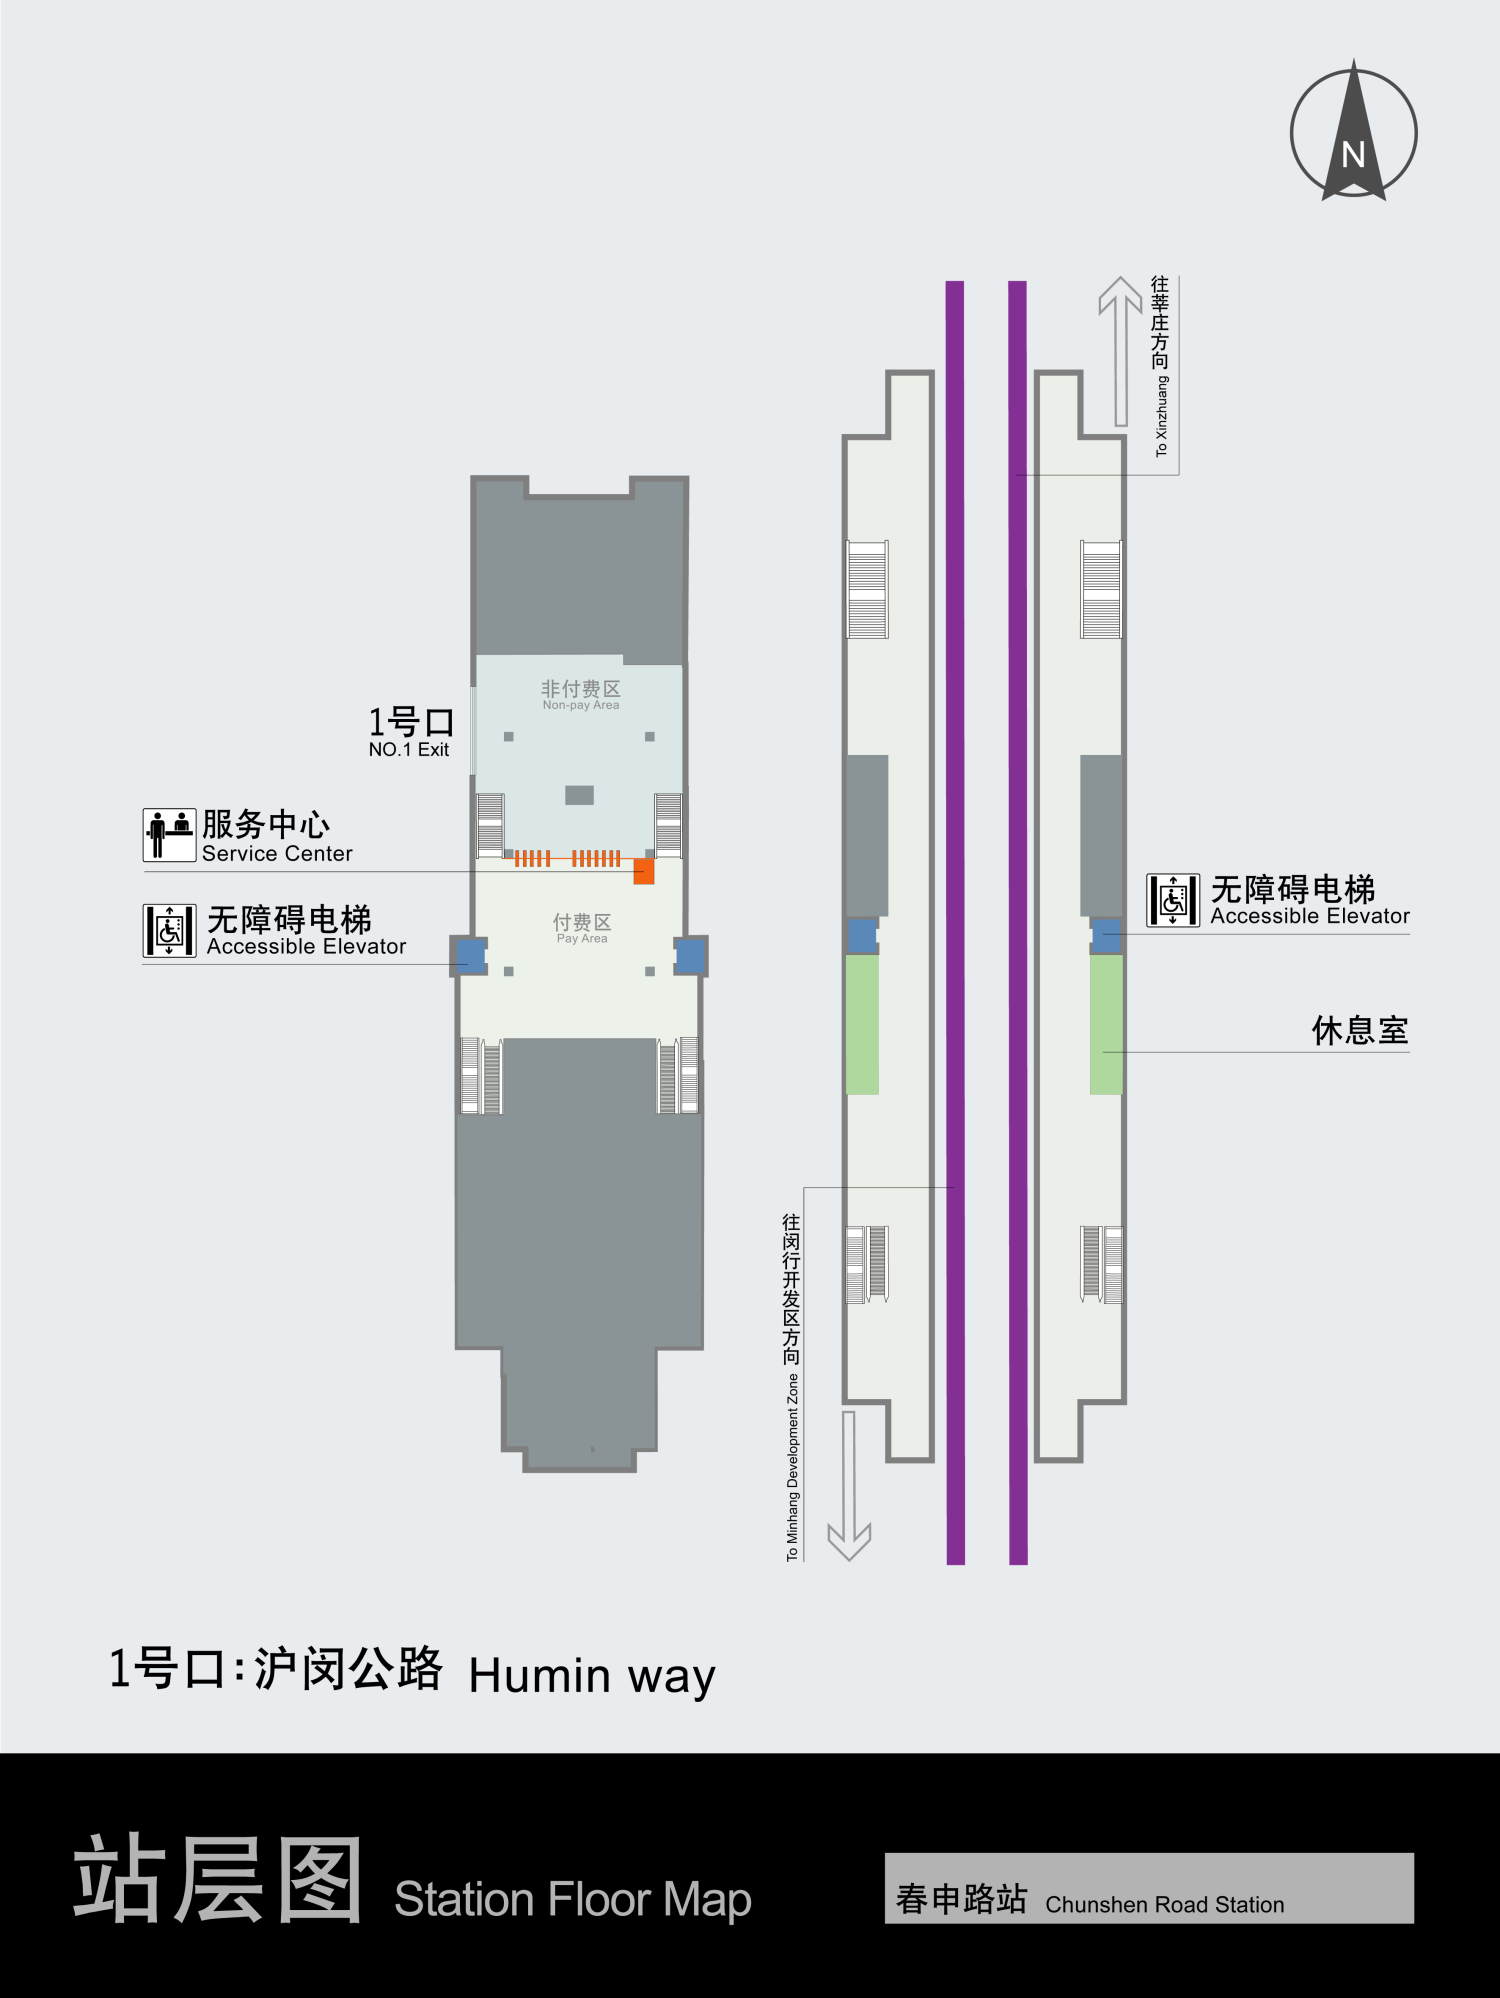 N
往莘庄方向 To Xinzhuang
非付费区
Non-pay Area
1号口
NO.1 Exit
服务中心
Service Center
无障碍电梯
Accessible Elevator
付费区
Pay Area
无障碍电梯
Accessible Elevator
休息室
往闵行开发区方向 To Minhang Development Zone
1号口:沪闵公路 Humin way
站层图 Station Floor Map
春申路站 Chunshen Road Station